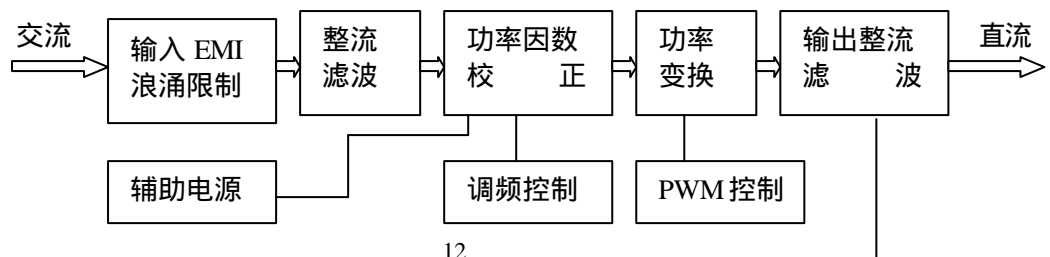 交流
输入 EMI
浪涌限制
整流
滤波
功率因数
校 正
功率
变换
输出整流
滤 波
直流
辅助电源
调频控制
PWM 控制
12